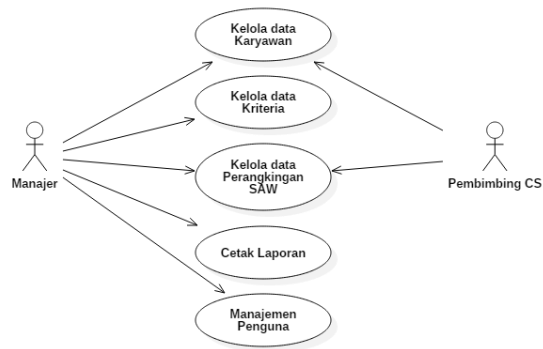 Kelola data
Karyawan
Kelola data
Kriteria
Manajer
Kelola data
Perangkingan
SAW
Pembimbing CS
Cetak Laporan
Manajemen
Penguna